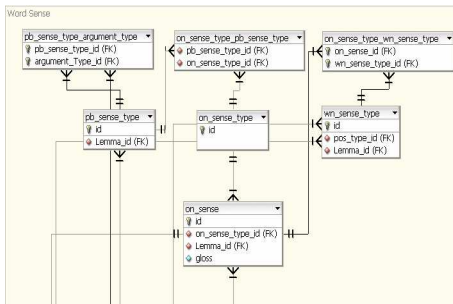 Word Sense
pb_sense_type_argument_type
pb_sense_type_id (FK)
argument_Type_id (FK)
on_sense_type_pb_sense_type
pb_sense_type_id (FK)
on_sense_type_id (FK)
on_sense_type_wn_sense_type
on_sense_id (FK)
wn_sense_type_id (FK)
pb_sense_type
id
Lemma_id (FK)
on_sense_type
id
wn_sense_type
id
pos_type_id (FK)
Lemma_id (FK)
on_sense
id
on_sense_type_id (FK)
Lemma_id (FK)
gloss